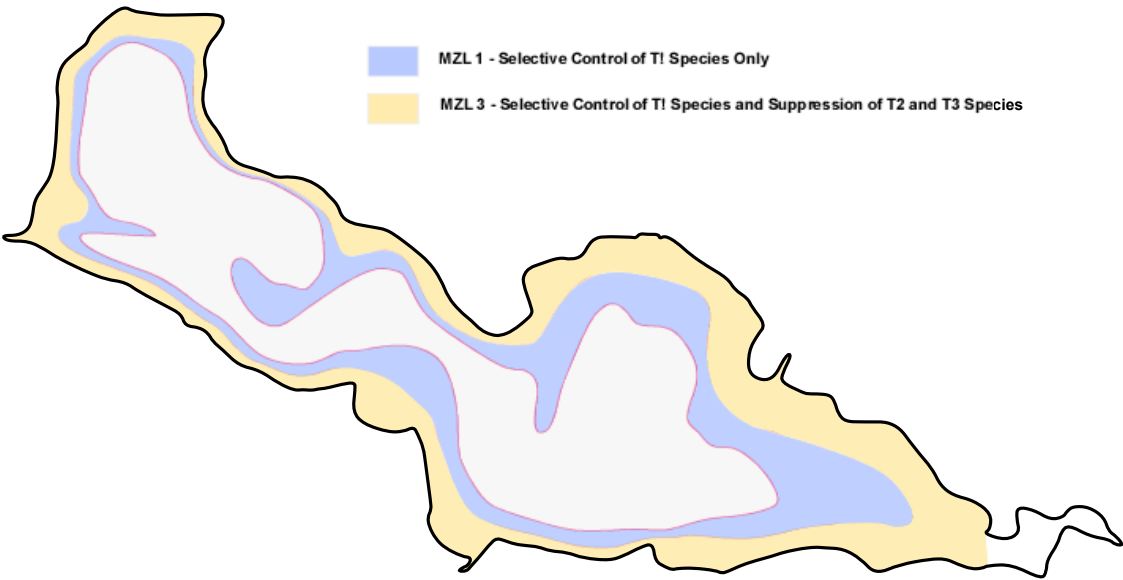 MZL 1 - Selective Control of T! Species Only
MZL 3 - Selective Control of T! Species and Suppression of T2 and T3 Species